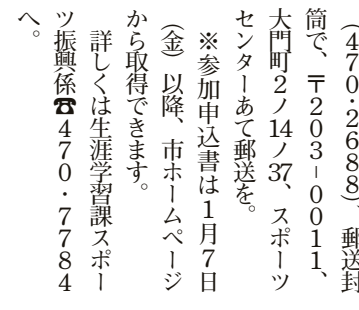 (470・2688)、郵送封
筒で、〒203-0011、
大門町2ノ14ノ37、スポーツ
センターあて郵送を。
※参加申込書は1月7日
(金)以降、市ホームページ
から取得できます。
詳しくは生涯学習課スポー
ツ振興係☎470・7784
へ。